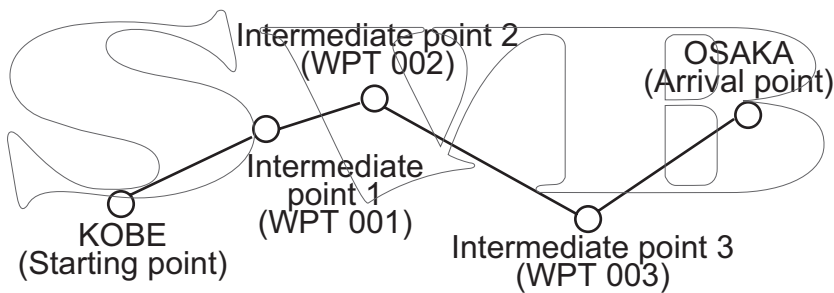 Intermediate point 2
(WPT 002)
OSAKA
(Arrival point)
Intermediate
point 1
(WPT 001)
KOBE
(Starting point)
Intermediate point 3
(WPT 003)